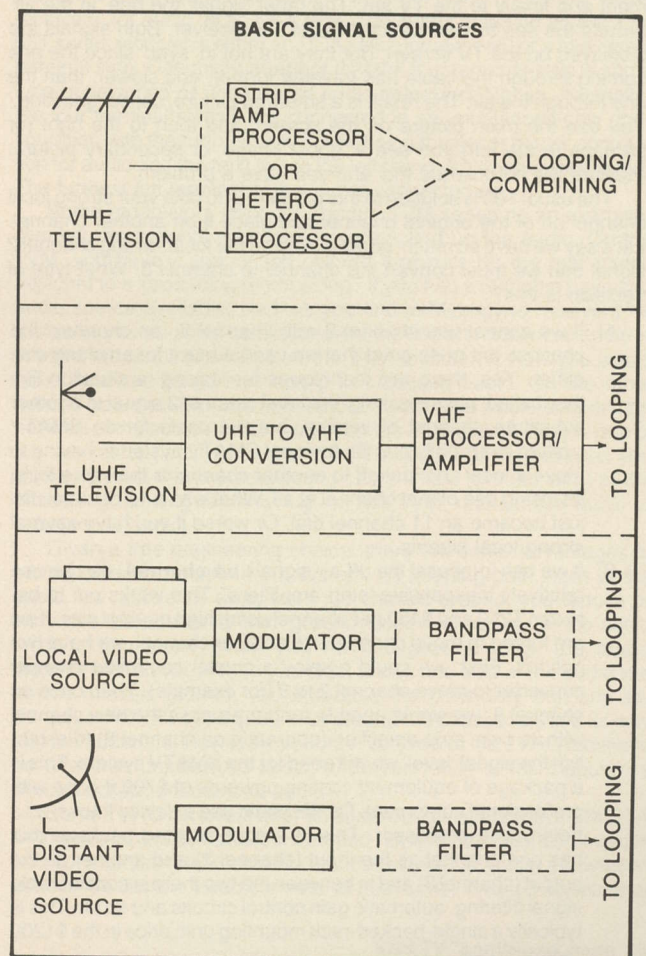 BASIC SIGNAL SOURCES
STRIP
AMP
PROCESSOR
OR
HETERO-
DYNE
PROCESSOR
TO LOOPING/
COMBINING
VHF
TELEVISION
UHF TO VHF
CONVERSION
VHF
PROCESSOR/
AMPLIFIER
TO LOOPING
UHF
TELEVISION
MODULATOR
BANDPASS
FILTER
TO LOOPING
LOCAL VIDEO
SOURCE
MODULATOR
BANDPASS
FILTER
TO LOOPING
DISTANT
VIDEO
SOURCE